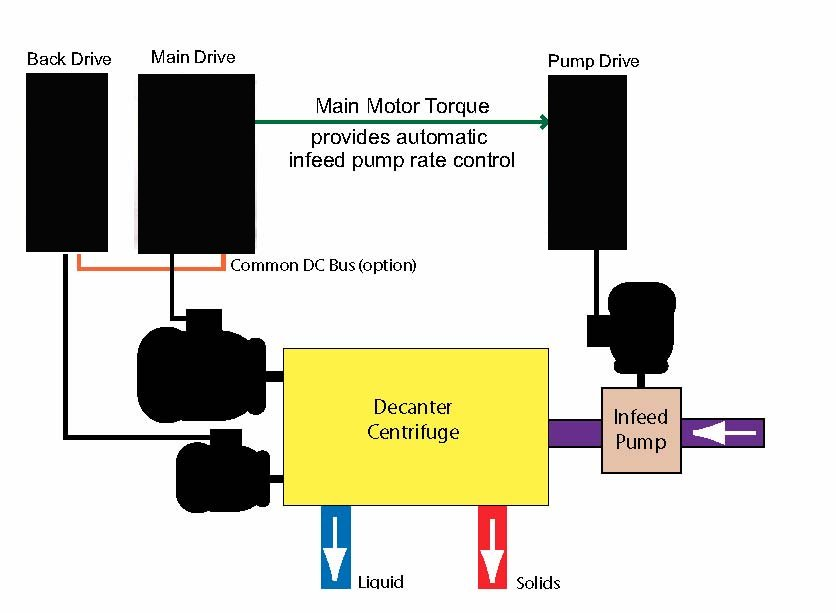 Back Drive
Main Drive
Pump Drive
Main Motor Torque
provides automatic
infeed pump rate control
Common DC Bus (option)
Decanter
Centrifuge
Infeed
Pump
Liquid
Solids